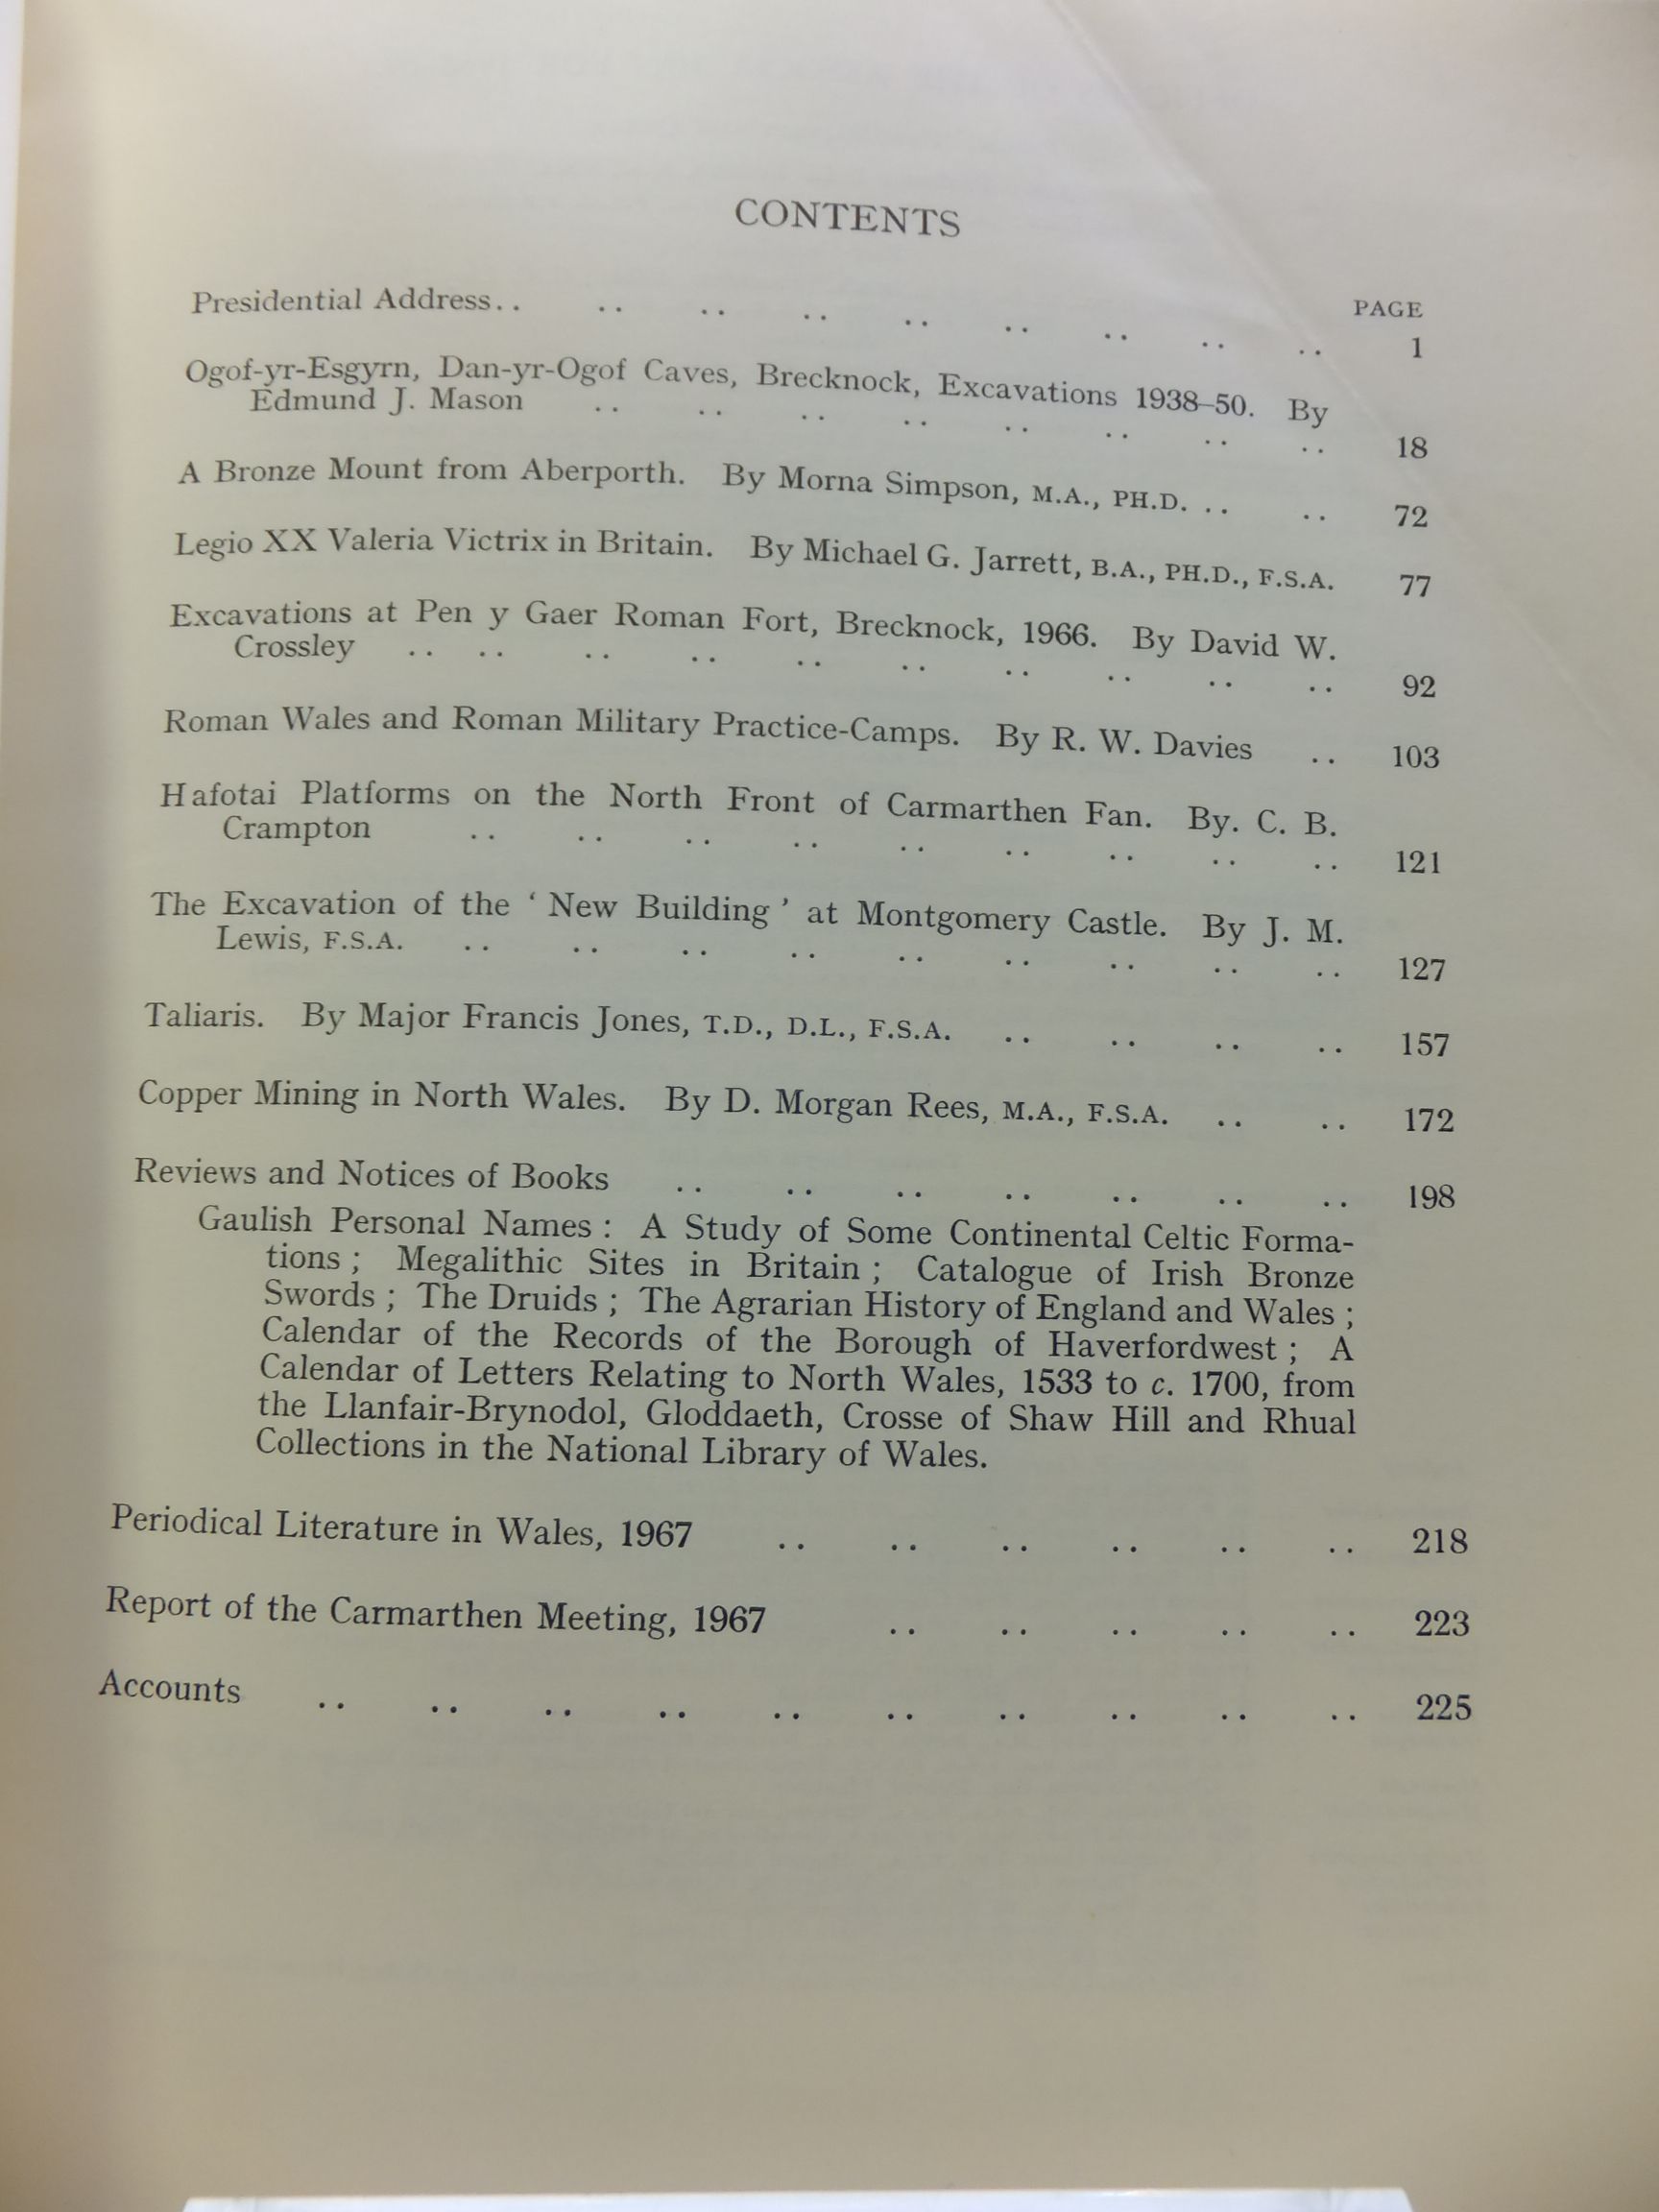 CONTENTS
PAGE
Presidential Address.. .. .. .. .. .. .. .. .. 1
Ogof-yr-Esgyrn, Dan-yr-Ogof Caves, Brecknock, Excavations 1938–50. By
Edmund J. Mason .. .. .. .. .. .. .. .. 18
A Bronze Mount from Aberporth. By Morna Simpson, M.A., PH.D. .. .. 72
Legio XX Valeria Victrix in Britain. By Michael G. Jarrett, B.A., PH.D., F.S.A. 77
Excavations at Pen y Gaer Roman Fort, Brecknock, 1966. By David W.
Crossley .. .. .. .. .. .. .. .. .. .. 92
Roman Wales and Roman Military Practice-Camps. By R. W. Davies .. 103
Hafotai Platforms on the North Front of Carmarthen Fan. By. C. B.
Crampton .. .. .. .. .. .. .. .. .. 121
The Excavation of the ‘ New Building ’ at Montgomery Castle. By J. M.
Lewis, F.S.A. .. .. .. .. .. .. .. .. .. 127
Taliaris. By Major Francis Jones, T.D., D.L., F.S.A. .. .. .. .. 157
Copper Mining in North Wales. By D. Morgan Rees, M.A., F.S.A. .. .. 172
Reviews and Notices of Books .. .. .. .. .. .. .. 198
Gaulish Personal Names : A Study of Some Continental Celtic Forma-
tions ; Megalithic Sites in Britain ; Catalogue of Irish Bronze
Swords ; The Druids ; The Agrarian History of England and Wales ;
Calendar of the Records of the Borough of Haverfordwest ; A
Calendar of Letters Relating to North Wales, 1533 to c. 1700, from
the Llanfair-Brynodol, Gloddaeth, Crosse of Shaw Hill and Rhual
Collections in the National Library of Wales.
Periodical Literature in Wales, 1967 .. .. .. .. .. .. 218
Report of the Carmarthen Meeting, 1967 .. .. .. .. .. 223
Accounts .. .. .. .. .. .. .. .. .. .. 225